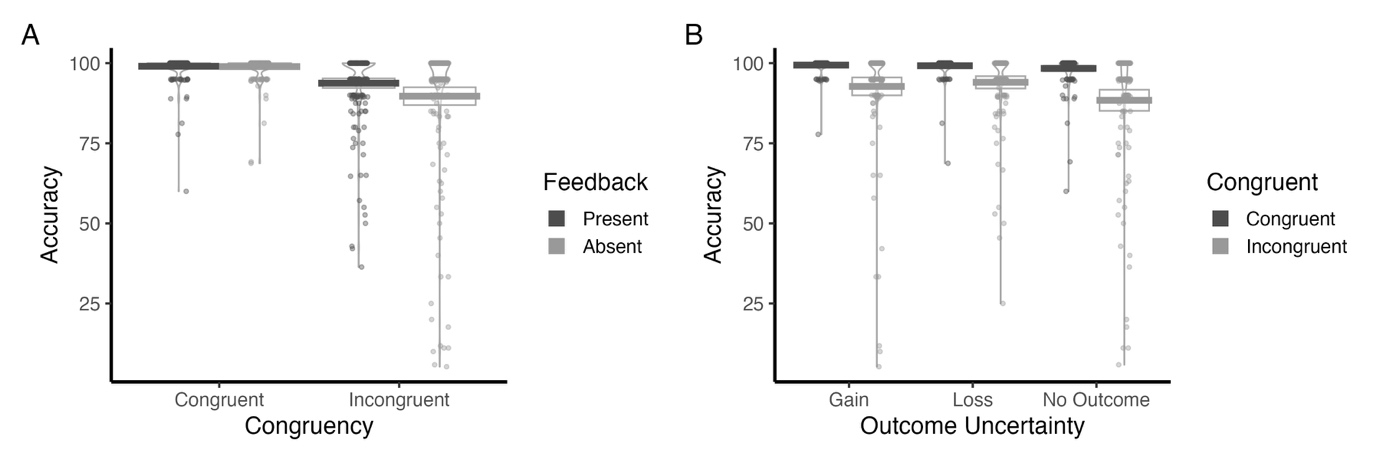 A
Accuracy
100
75
50
25
Congruent
Incongruent
Congruency
Feedback
Present
Absent
B
Accuracy
100
75
50
25
Gain
Loss
No Outcome
Outcome Uncertainty
Congruent
Congruent
Incongruent